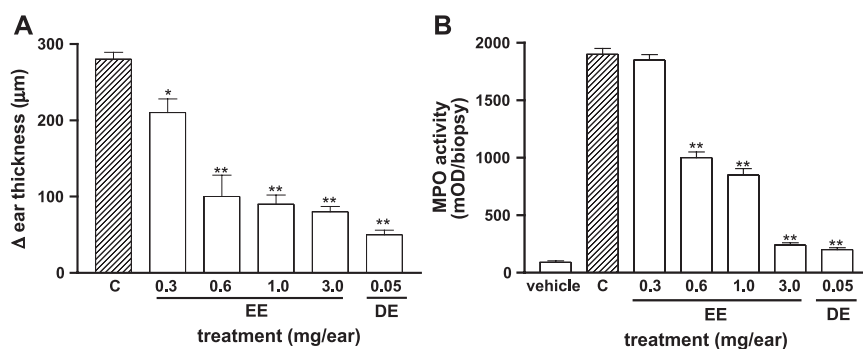 A
Δ ear thickness (μm)
300
200
100
0
*
**
**
**
**
C 0.3 0.6 1.0 3.0 0.05
EE DE
treatment (mg/ear)
B
MPO activity
(mOD/biopsy)
2000
1500
1000
500
0
**
**
**
**
vehicle C 0.3 0.6 1.0 3.0 0.05
EE DE
treatment (mg/ear)